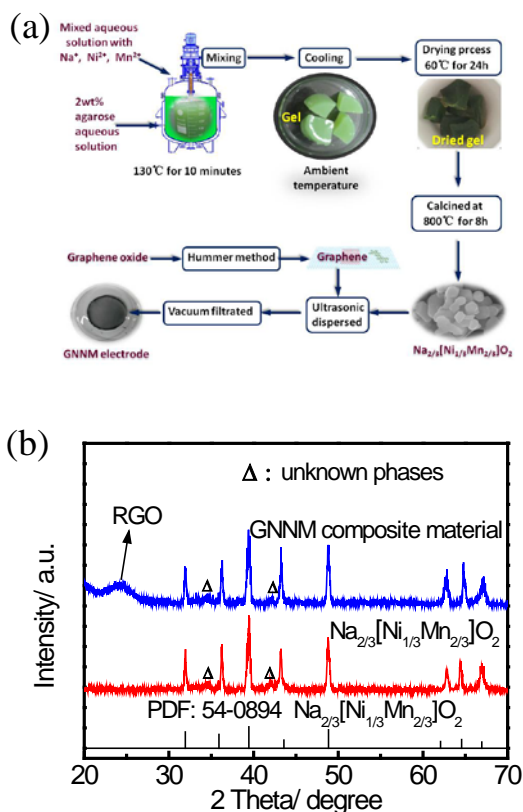 (a)
Mixed aqueous
solution with
Na⁺, Ni²⁺, Mn²⁺
Mixing
Cooling
Drying prcess
60℃ for 24h
2wt%
agarose
aqueous
solution
Gel
Dried gel
130℃ for 10 minutes
Ambient
temperature
Calcined at
800℃ for 8h
Graphene oxide
Hummer method
Graphene
Vacuum filtrated
Ultrasonic
dispersed
GNNM electrode
Na₂/₃[Ni₁/₃Mn₂/₃]O₂
(b)
Δ : unknown phases
RGO
GNNM composite material
Δ
Δ
Na₂/₃[Ni₁/₃Mn₂/₃]O₂
Δ
Δ
PDF: 54-0894 Na₂/₃[Ni₁/₃Mn₂/₃]O₂
Intensity/ a.u.
20 30 40 50 60 70
2 Theta/ degree